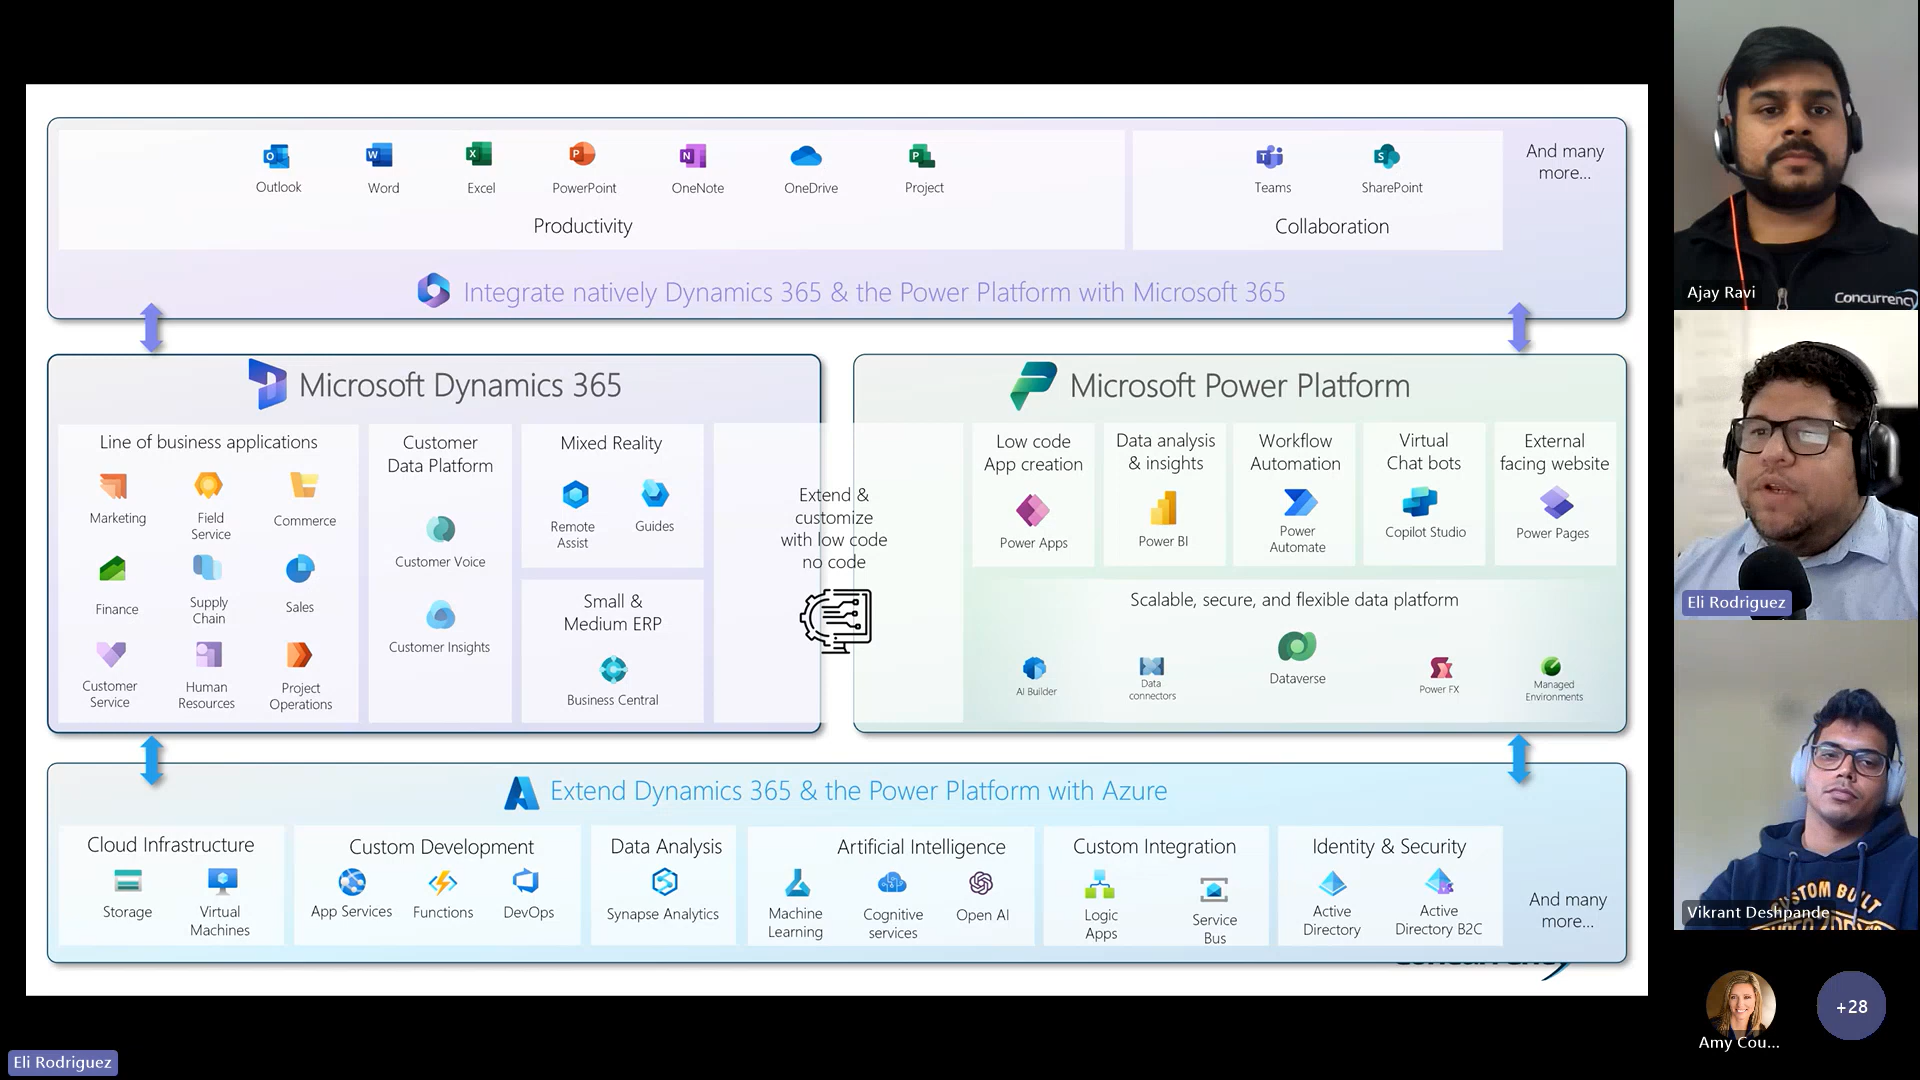 Outlook
Word
Excel
PowerPoint
OneNote
OneDrive
Project
Productivity
Teams
SharePoint
Collaboration
And many
more...
Integrate natively Dynamics 365 & the Power Platform with Microsoft 365
Microsoft Dynamics 365
Line of business applications
Marketing
Field
Service
Commerce
Finance
Supply
Chain
Sales
Customer
Service
Human
Resources
Project
Operations
Customer
Data Platform
Customer Voice
Customer Insights
Mixed Reality
Remote
Assist
Guides
Small &
Medium ERP
Business Central
Extend &
customize
with low code
no code
Microsoft Power Platform
Low code
App creation
Power Apps
Data analysis
& insights
Power BI
Workflow
Automation
Power
Automate
Virtual
Chat bots
Copilot Studio
External
facing website
Power Pages
Scalable, secure, and flexible data platform
AI Builder
Data
connectors
Dataverse
Power FX
Managed
Environments
Extend Dynamics 365 & the Power Platform with Azure
Cloud Infrastructure
Storage
Virtual
Machines
Custom Development
App Services
Functions
DevOps
Data Analysis
Synapse Analytics
Artificial Intelligence
Machine
Learning
Cognitive
services
Open AI
Custom Integration
Logic
Apps
Service
Bus
Identity & Security
Active
Directory
Active
Directory B2C
And many
more...
Ajay Ravi
Concurrency
Eli Rodriguez
CUSTOM BUILT
Vikrant Deshpande
Amy Cou...
+28
Eli Rodriguez